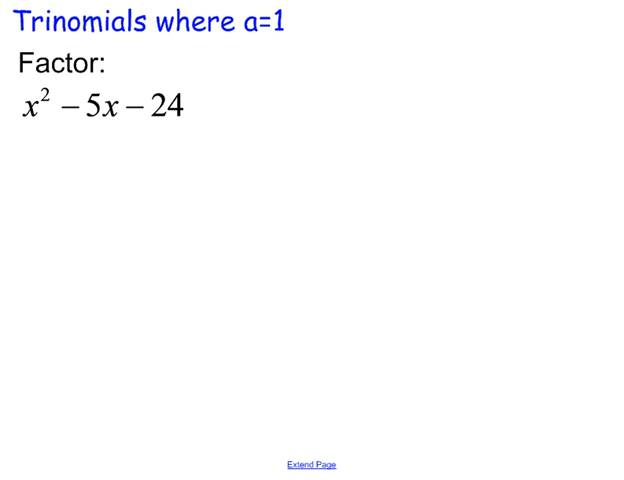 Trinomials where a=1
Factor:
x² − 5x − 24
Extend Page